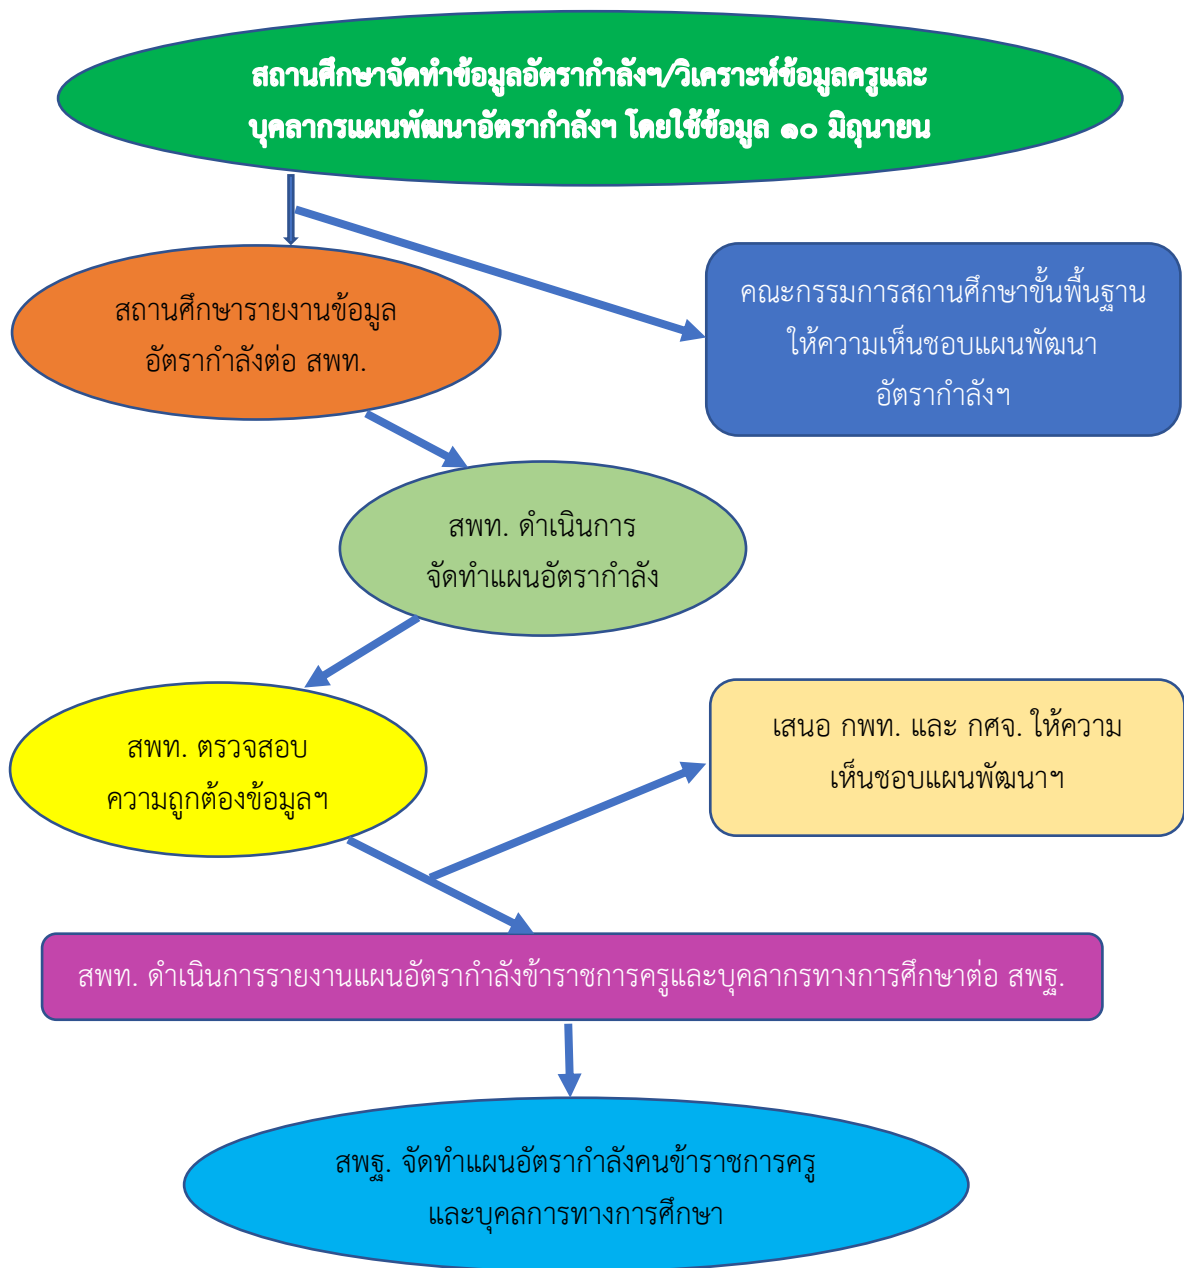 สถานศึกษาจัดทำข้อมูลอัตรากำลังฯ/วิเคราะห์ข้อมูลครูและ
บุคลากรแผนพัฒนาอัตรากำลังฯ โดยใช้ข้อมูล ๑๐ มิถุนายน
สถานศึกษารายงานข้อมูล
อัตรากำลังต่อ สพท.
คณะกรรมการสถานศึกษาขั้นพื้นฐาน
ให้ความเห็นชอบแผนพัฒนา
อัตรากำลังฯ
สพท. ดำเนินการ
จัดทำแผนอัตรากำลัง
สพท. ตรวจสอบ
ความถูกต้องข้อมูลฯ
เสนอ กพท. และ กศจ. ให้ความ
เห็นชอบแผนพัฒนาฯ
สพท. ดำเนินการรายงานแผนอัตรากำลังข้าราชการครูและบุคลากรทางการศึกษาต่อ สพฐ.
สพฐ. จัดทำแผนอัตรากำลังคนข้าราชการครู
และบุคลการทางการศึกษา